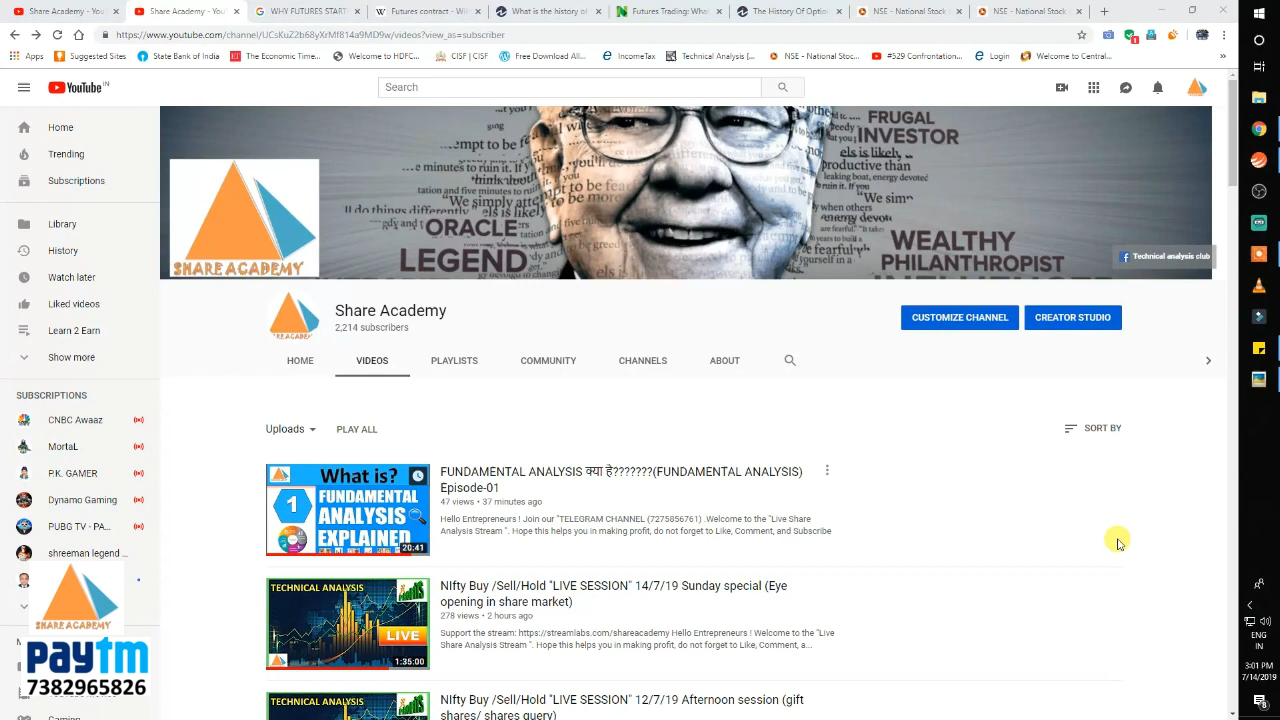 Share Academy - You
Share Academy - You
WHY FUTURES START
Futures contract - Wi
What is the history of
Futures Trading: Wha
The History Of Option
NSE - National Stock
NSE - National Stock
https://www.youtube.com/channel/UCsKuZ2b68yXrMf814a9MD9w/videos?view_as=subscriber
Apps
Suggested Sites
State Bank of India
The Economic Time...
Welcome to HDFC...
CISF | CISF
Free Download All...
IncomeTax
Technical Analysis [...
NSE - National Stoc...
#529 Confrontation...
Login
Welcome to Central...
YouTube IN
Search
Home
Trending
Subscriptions
Library
History
Watch later
Liked videos
Learn 2 Earn
Show more
SUBSCRIPTIONS
CNBC Awaaz
MortaL
P.K. GAMER
Dynamo Gaming
PUBG TV - PA...
shreeman legend ...
SHARE ACADEMY
paytm
7382965826
SHARE ACADEMY
ORACLE
LEGEND
FRUGAL
INVESTOR
WEALTHY
PHILANTHROPIST
Technical analysis club
Share Academy
2,214 subscribers
CUSTOMIZE CHANNEL
CREATOR STUDIO
HOME
VIDEOS
PLAYLISTS
COMMUNITY
CHANNELS
ABOUT
Uploads
PLAY ALL
SORT BY
What is?
1
FUNDAMENTAL
ANALYSIS
EXPLAINED
20:41
FUNDAMENTAL ANALYSIS क्या है???????(FUNDAMENTAL ANALYSIS)
Episode-01
47 views • 37 minutes ago
Hello Entrepreneurs ! Join our "TELEGRAM CHANNEL (7275856761) .Welcome to the "Live Share
Analysis Stream ". Hope this helps you in making profit, do not forget to Like, Comment, and Subscribe
TECHNICAL ANALYSIS
LIVE
1:35:00
NIfty Buy /Sell/Hold "LIVE SESSION" 14/7/19 Sunday special (Eye
opening in share market)
278 views • 2 hours ago
Support the stream: https://streamlabs.com/shareacademy Hello Entrepreneurs ! Welcome to the "Live
Share Analysis Stream ". Hope this helps you in making profit, do not forget to Like, Comment, a...
TECHNICAL ANALYSIS
NIfty Buy /Sell/Hold "LIVE SESSION" 12/7/19 Afternoon session (gift
shares/ shares query)
ENG
IN
3:01 PM
7/14/2019